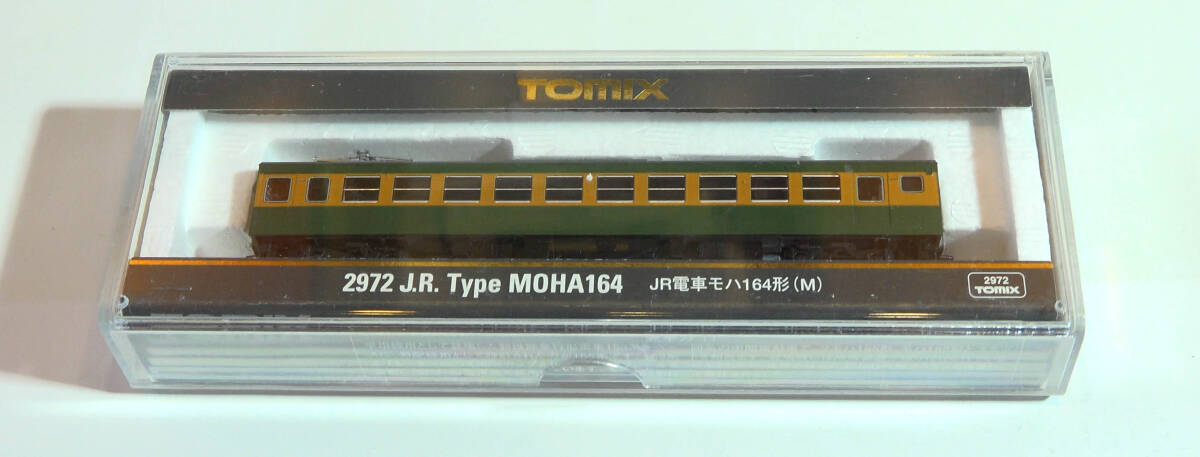 TOMIX
2972 J.R. Type MOHA164 JR電車モハ164形(M)
2972
TOMIX